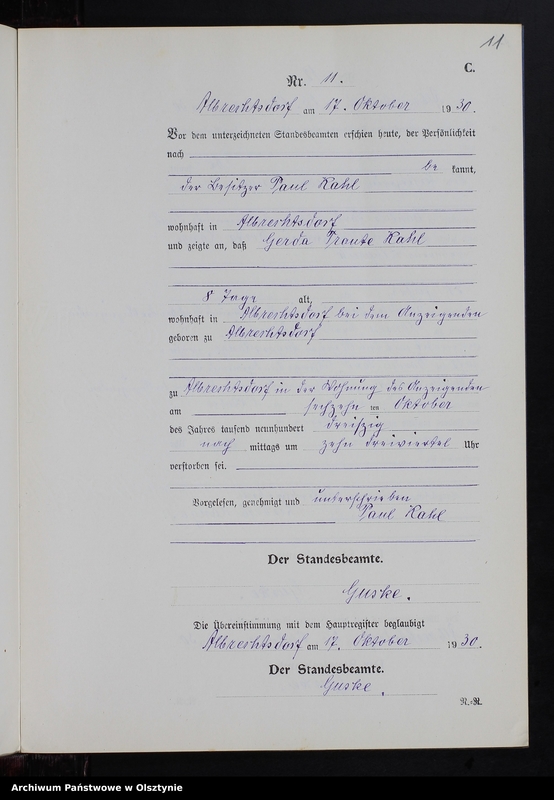 11
C.
Nr. 11.
Albrechtsdorf am 17. Oktober 1930.
Vor dem unterzeichneten Standesbeamten erschien heute, der Persönlichkeit
nach
be kannt,
der Besitzer Paul Kahl
wohnhaft in Albrechtsdorf
und zeigte an, daß Gerda Traute Kahl
8 Tage alt,
wohnhaft in Albrechtsdorf bei dem Anzeigenden
geboren zu Albrechtsdorf
zu Albrechtsdorf in der Wohnung des Anzeigenden
am sechzehn ten Oktober
des Jahres tausend neunhundert dreißig
nach mittags um zehn dreiviertel Uhr
verstorben sei.
Vorgelesen, genehmigt und unterschrieben
Paul Kahl
Der Standesbeamte.
Guske.
Die Übereinstimmung mit dem Hauptregister beglaubigt
Albrechtsdorf am 17. Oktober 1930.
Der Standesbeamte.
Guske.
N.=R.
Archiwum Państwowe w Olsztynie